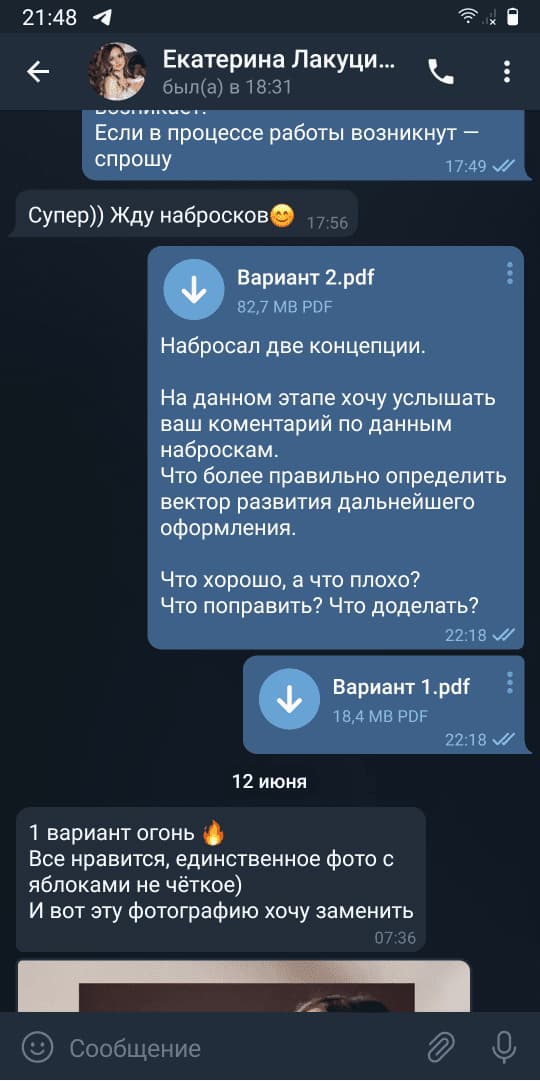 21:48
Екатерина Лакуци...
был(а) в 18:31
Если в процессе работы возникнут —
спрошу
17:49
Супер)) Жду набросков😊
17:56
Вариант 2.pdf
82,7 MB PDF
Набросал две концепции.
На данном этапе хочу услышать
ваш коментарий по данным
наброскам.
Что более правильно определить
вектор развития дальнейшего
оформления.
Что хорошо, а что плохо?
Что поправить? Что доделать?
22:18
Вариант 1.pdf
18,4 MB PDF
22:18
12 июня
1 вариант огонь 🔥
Все нравится, единственное фото с
яблоками не чёткое)
И вот эту фотографию хочу заменить
07:36
Сообщение